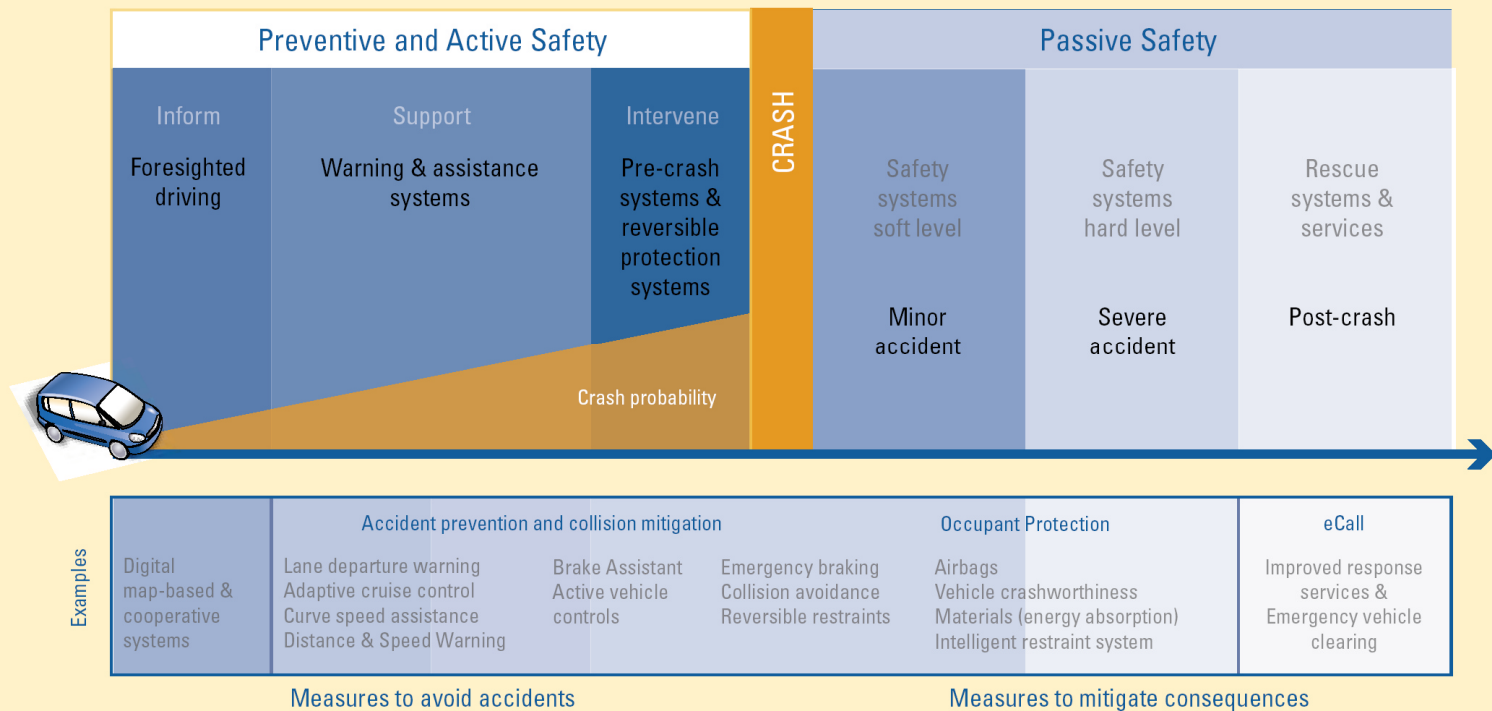 Preventive and Active Safety
Passive Safety
Inform
Foresighted
driving
Support
Warning & assistance
systems
Intervene
Pre-crash
systems &
reversible
protection
systems
CRASH
Safety
systems
soft level
Minor
accident
Safety
systems
hard level
Severe
accident
Rescue
systems &
services
Post-crash
Crash probability
Examples
Digital
map-based &
cooperative
systems
Accident prevention and collision mitigation
Lane departure warning
Adaptive cruise control
Curve speed assistance
Distance & Speed Warning
Brake Assistant
Active vehicle
controls
Emergency braking
Collision avoidance
Reversible restraints
Occupant Protection
Airbags
Vehicle crashworthiness
Materials (energy absorption)
Intelligent restraint system
eCall
Improved response
services &
Emergency vehicle
clearing
Measures to avoid accidents
Measures to mitigate consequences